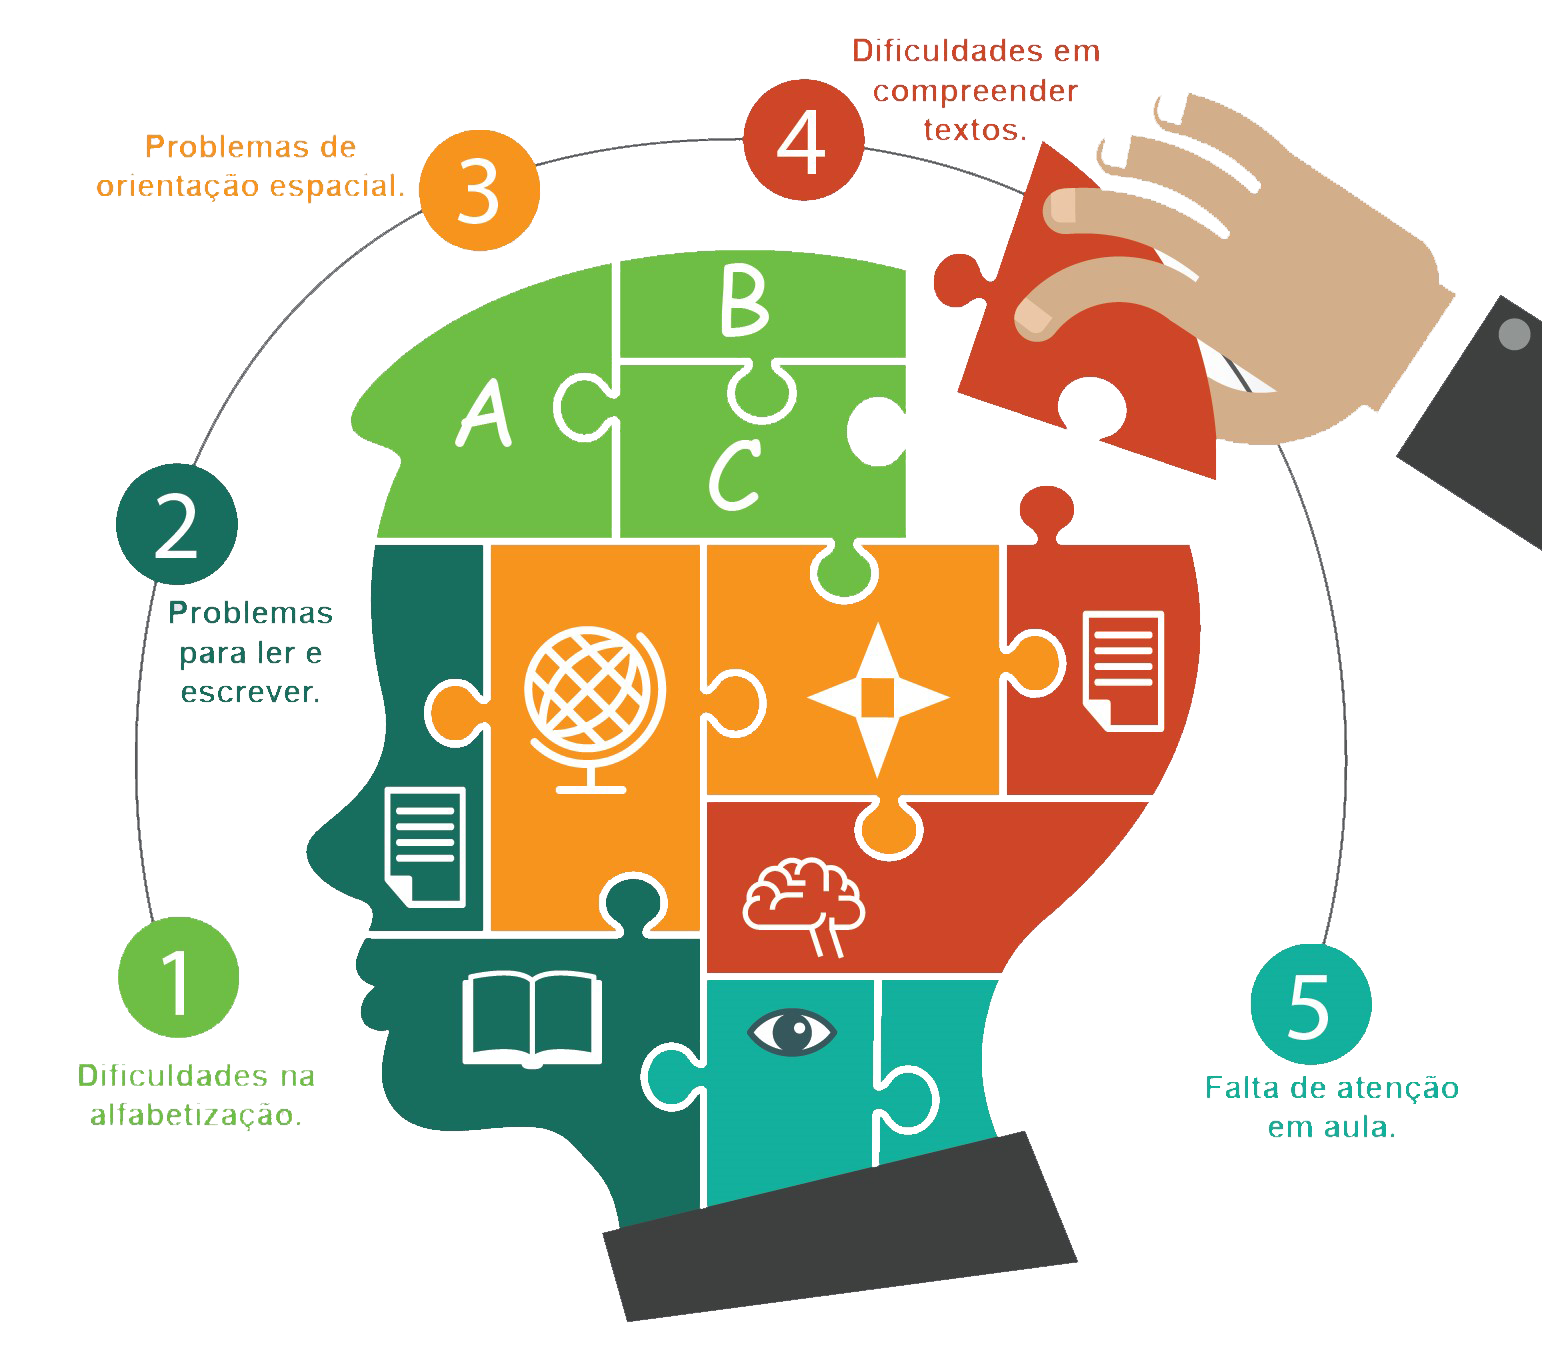 1
Dificuldades na
alfabetização.
2
Problemas
para ler e
escrever.
3
Problemas de
orientação espacial.
4
Dificuldades em
compreender
textos.
5
Falta de atenção
em aula.
A
B
C